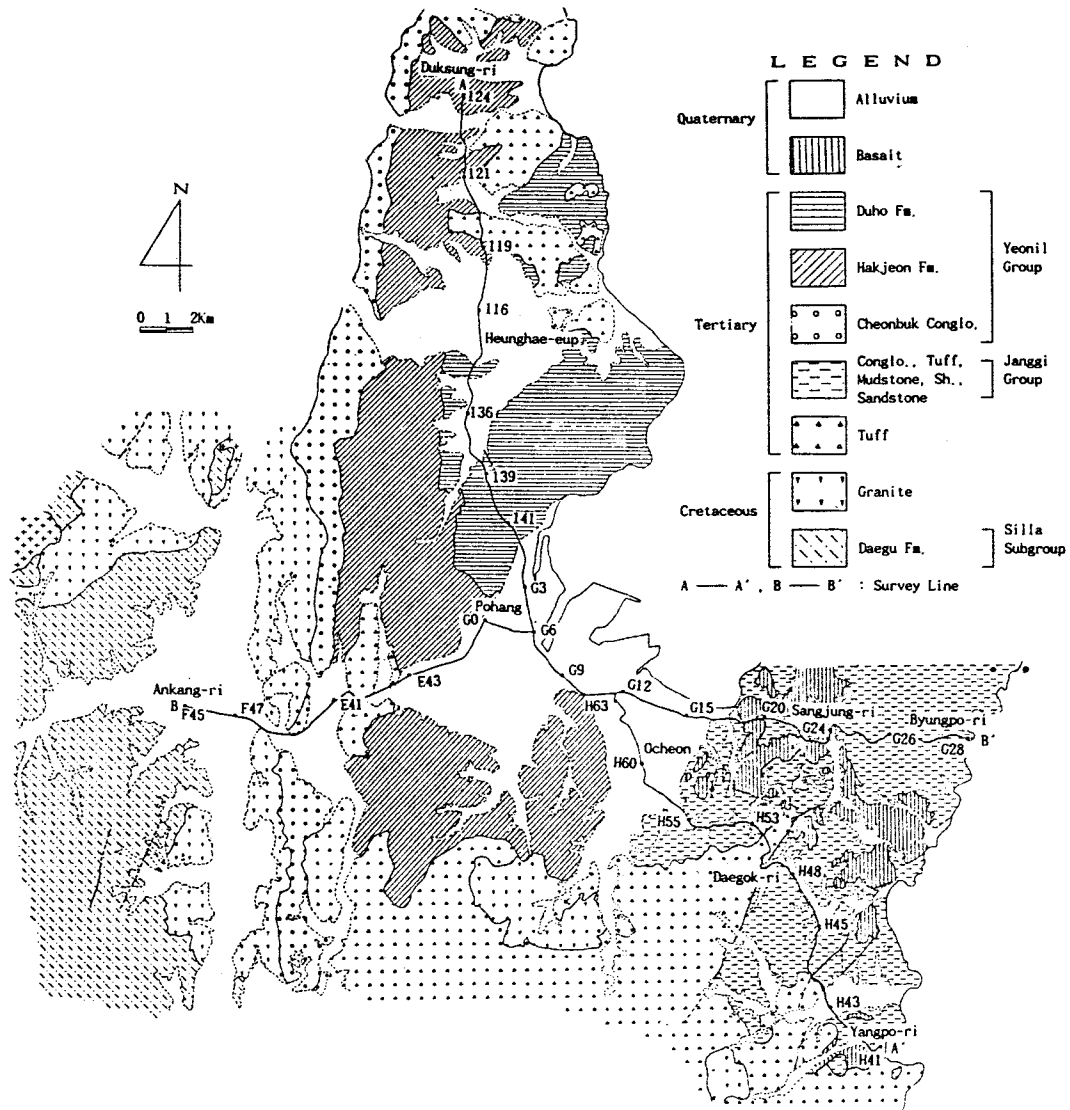 L E G E N D
Quaternary
Alluvium
Basalt
Tertiary
Duho Fm.
Hakjeon Fm.
Cheonbuk Conglo.
Yeonil
Group
Conglo., Tuff,
Mudstone, Sh.,
Sandstone
Janggi
Group
Tuff
Cretaceous
Granite
Daegu Fm.
Silla
Subgroup
A —— A′, B —— B′ : Survey Line
N
0 1 2Km
Duksung-ri
A
124
121
119
116
Heunghae-eup
136
139
141
G3
Pohang
G0
G6
G9
G12
E43
Ankang-ri
B
F45
F47
E41
H63
G15
G20
Sangjung-ri
G24
Byungpo-ri
G26
G28
B′
Ocheon
H60
H55
H53
Daegok-ri
H48
H45
H43
Yangpo-ri
A′
H41